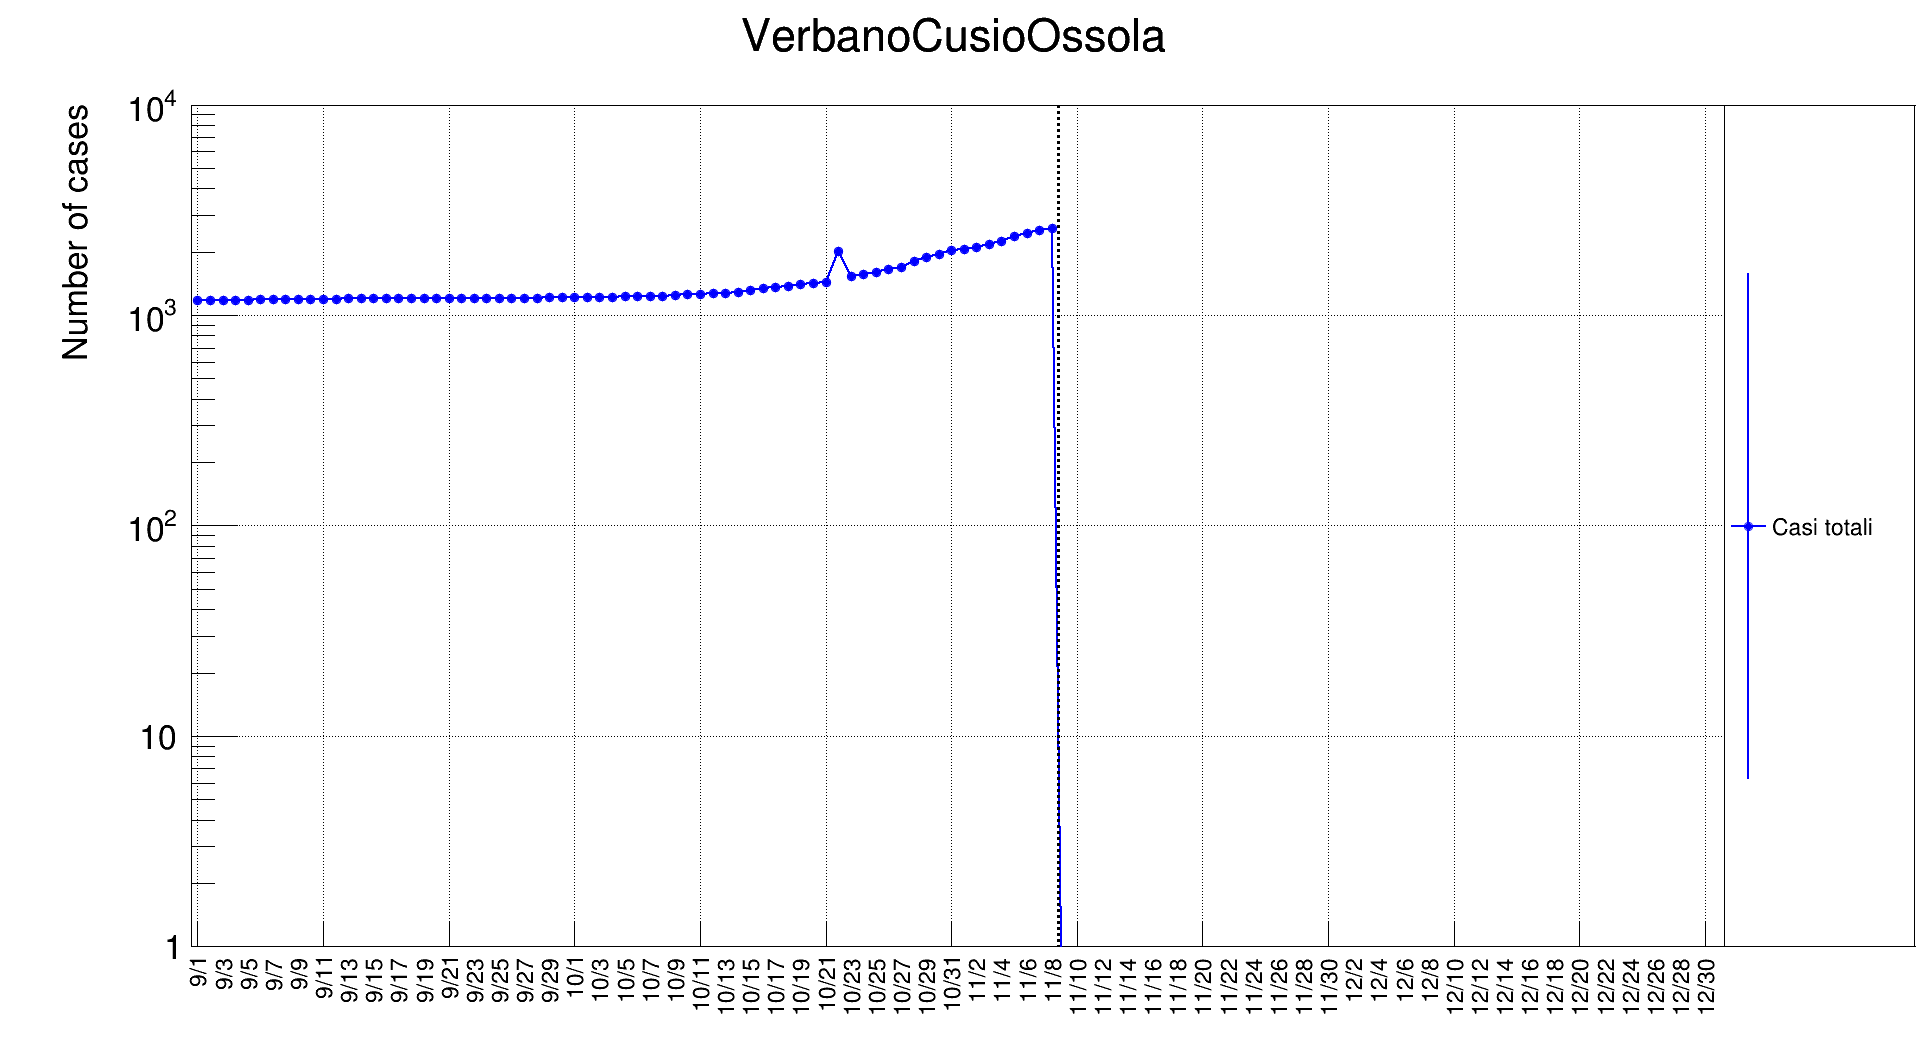 VerbanoCusioOssola
Number of cases
10⁴
10³
10²
10
1
9/1 9/3 9/5 9/7 9/9 9/11 9/13 9/15 9/17 9/19 9/21 9/23 9/25 9/27 9/29 10/1 10/3 10/5 10/7 10/9 10/11 10/13 10/15 10/17 10/19 10/21 10/23 10/25 10/27 10/29 10/31 11/2 11/4 11/6 11/8 11/10 11/12 11/14 11/16 11/18 11/20 11/22 11/24 11/26 11/28 11/30 12/2 12/4 12/6 12/8 12/10 12/12 12/14 12/16 12/18 12/20 12/22 12/24 12/26 12/28 12/30
Casi totali